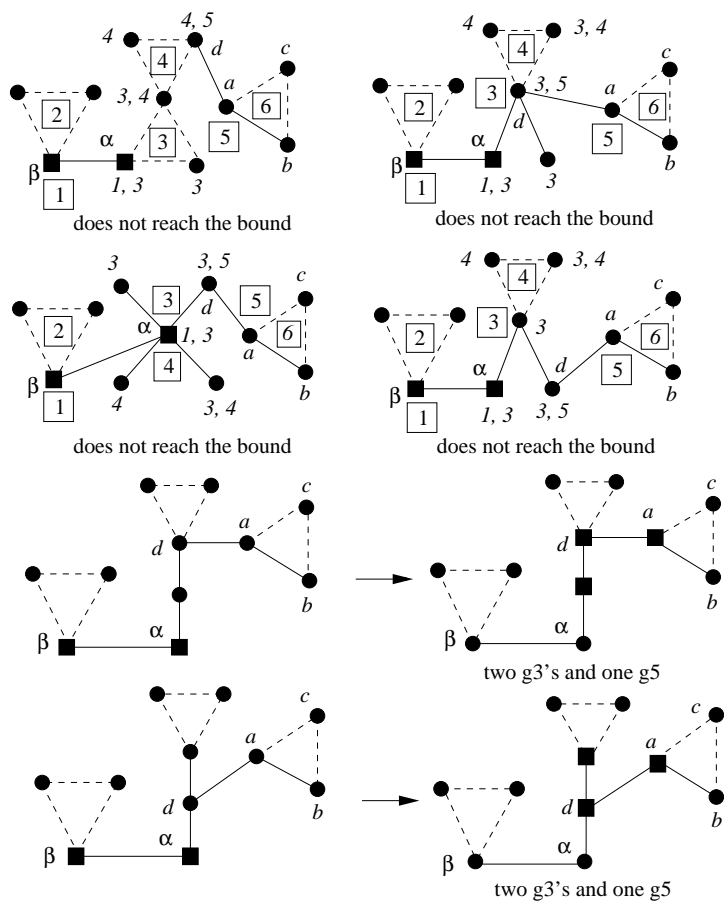 4, 5
4
d
c
4
a
3, 4
6
2
5
α
3
b
β
1, 3
3
1
does not reach the bound
4
3, 4
4
c
3
3, 5
a
2
6
d
5
α
b
β
1, 3
3
1
does not reach the bound
3
3, 5
c
3
5
d
α
1, 3
2
6
a
4
β
b
1
4
3, 4
does not reach the bound
4
3, 4
4
c
3
3
a
2
6
α
d
5
β
b
1, 3
3, 5
1
does not reach the bound
c
a
d
b
β
α
c
a
d
b
β
α
two g3's and one g5
c
a
d
b
α
β
c
a
d
b
α
β
two g3's and one g5